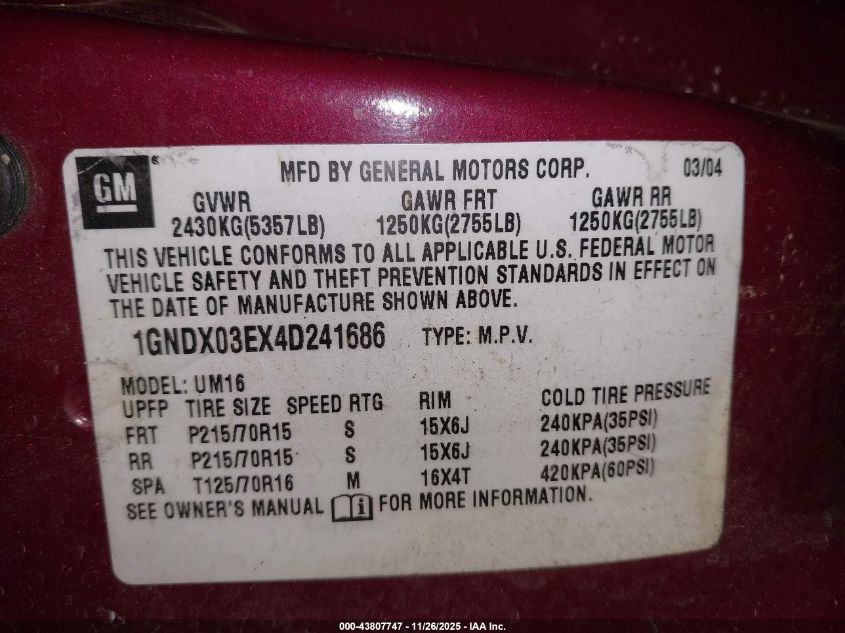 GM®
MFD BY GENERAL MOTORS CORP. 03/04
GVWR GAWR FRT GAWR RR
2430KG(5357LB) 1250KG(2755LB) 1250KG(2755LB)
THIS VEHICLE CONFORMS TO ALL APPLICABLE U.S. FEDERAL MOTOR
VEHICLE SAFETY AND THEFT PREVENTION STANDARDS IN EFFECT ON
THE DATE OF MANUFACTURE SHOWN ABOVE.
1GNDX03EX4D241686 TYPE: M.P.V.
MODEL: UM16
UPFP TIRE SIZE SPEED RTG RIM COLD TIRE PRESSURE
FRT P215/70R15 S 15X6J 240KPA(35PSI)
RR P215/70R15 S 15X6J 240KPA(35PSI)
SPA T125/70R16 M 16X4T 420KPA(60PSI)
SEE OWNER'S MANUAL i FOR MORE INFORMATION.
000-43807747 - 11/26/2025 - IAA Inc.